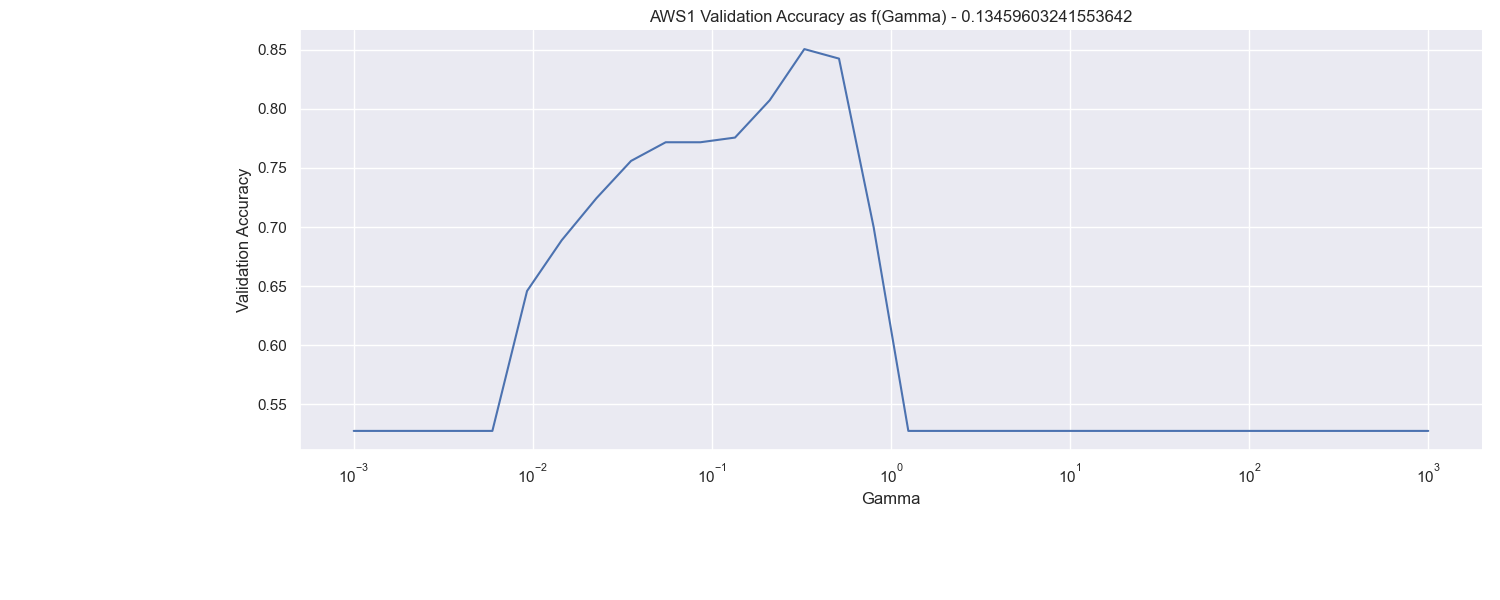 AWS1 Validation Accuracy as f(Gamma) - 0.13459603241553642
0.85
0.80
0.75
0.70
0.65
0.60
0.55
Validation Accuracy
10⁻³ 10⁻² 10⁻¹ 10⁰ 10¹ 10² 10³
Gamma